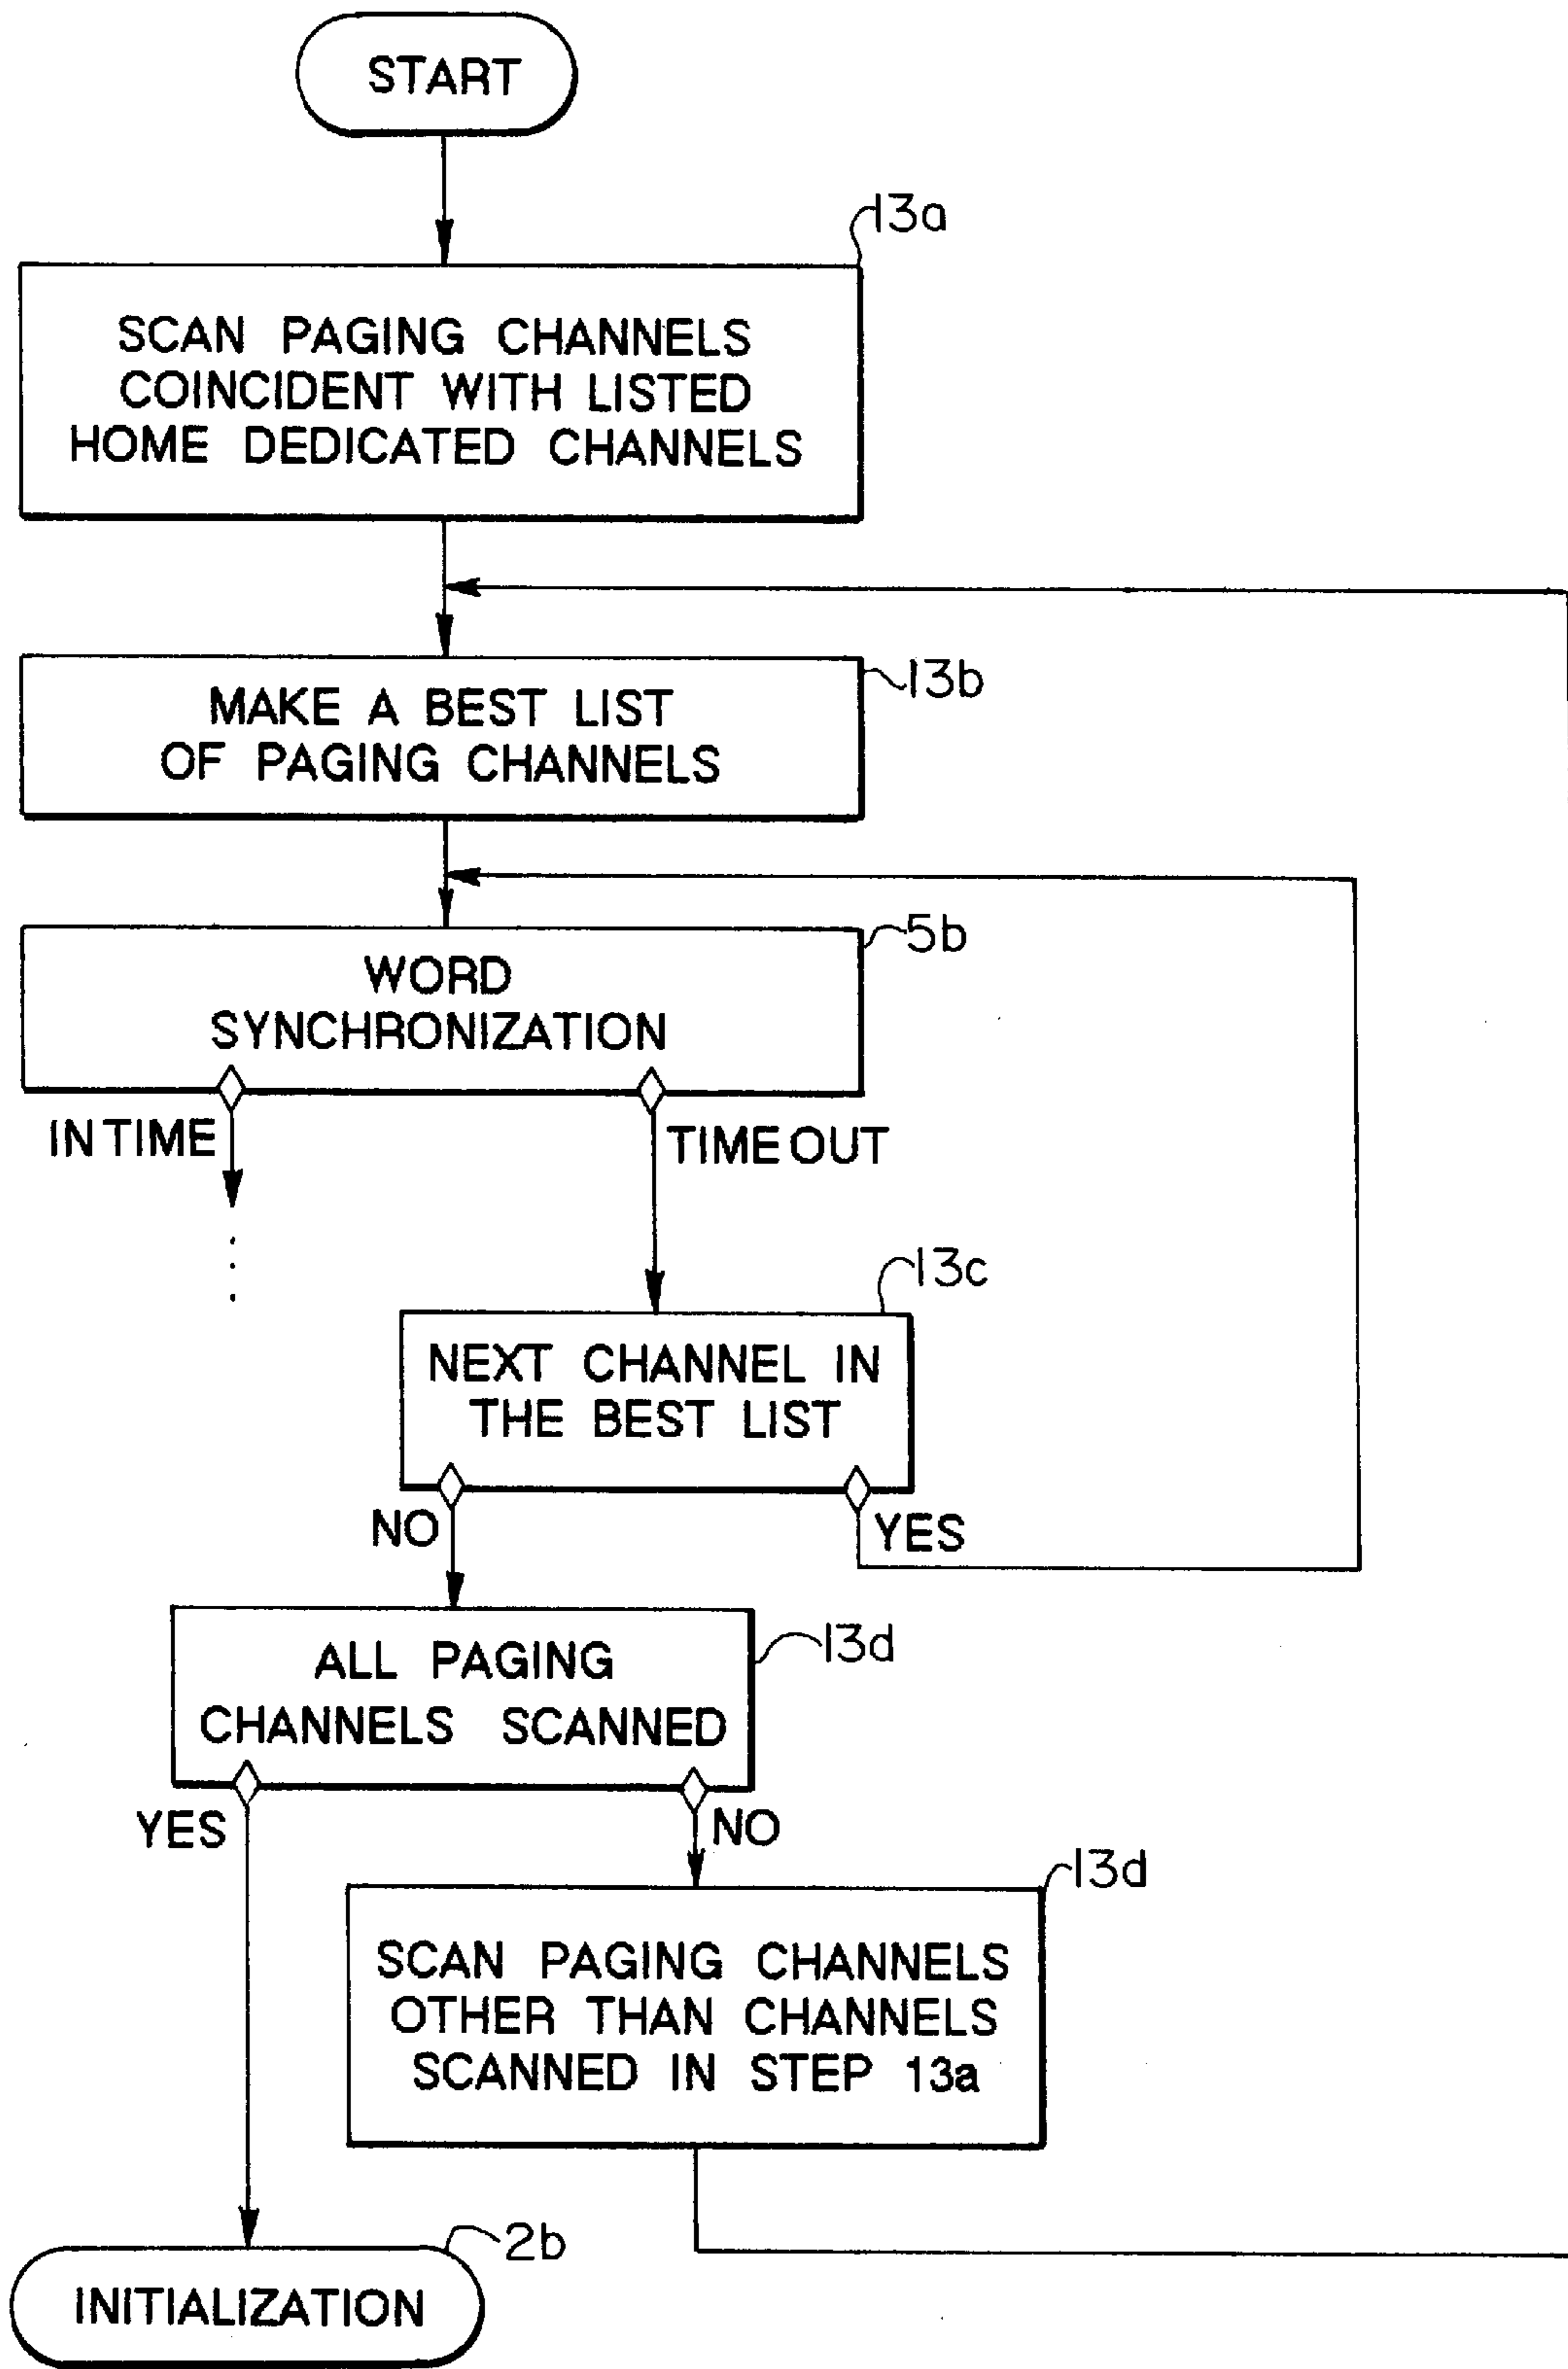 START
13a
SCAN PAGING CHANNELS
COINCIDENT WITH LISTED
HOME DEDICATED CHANNELS
13b
MAKE A BEST LIST
OF PAGING CHANNELS
5b
WORD
SYNCHRONIZATION
IN TIME
TIME OUT
13c
NEXT CHANNEL IN
THE BEST LIST
NO
YES
13d
ALL PAGING
CHANNELS SCANNED
YES
NO
13d
SCAN PAGING CHANNELS
OTHER THAN CHANNELS
SCANNED IN STEP 13a
2b
INITIALIZATION